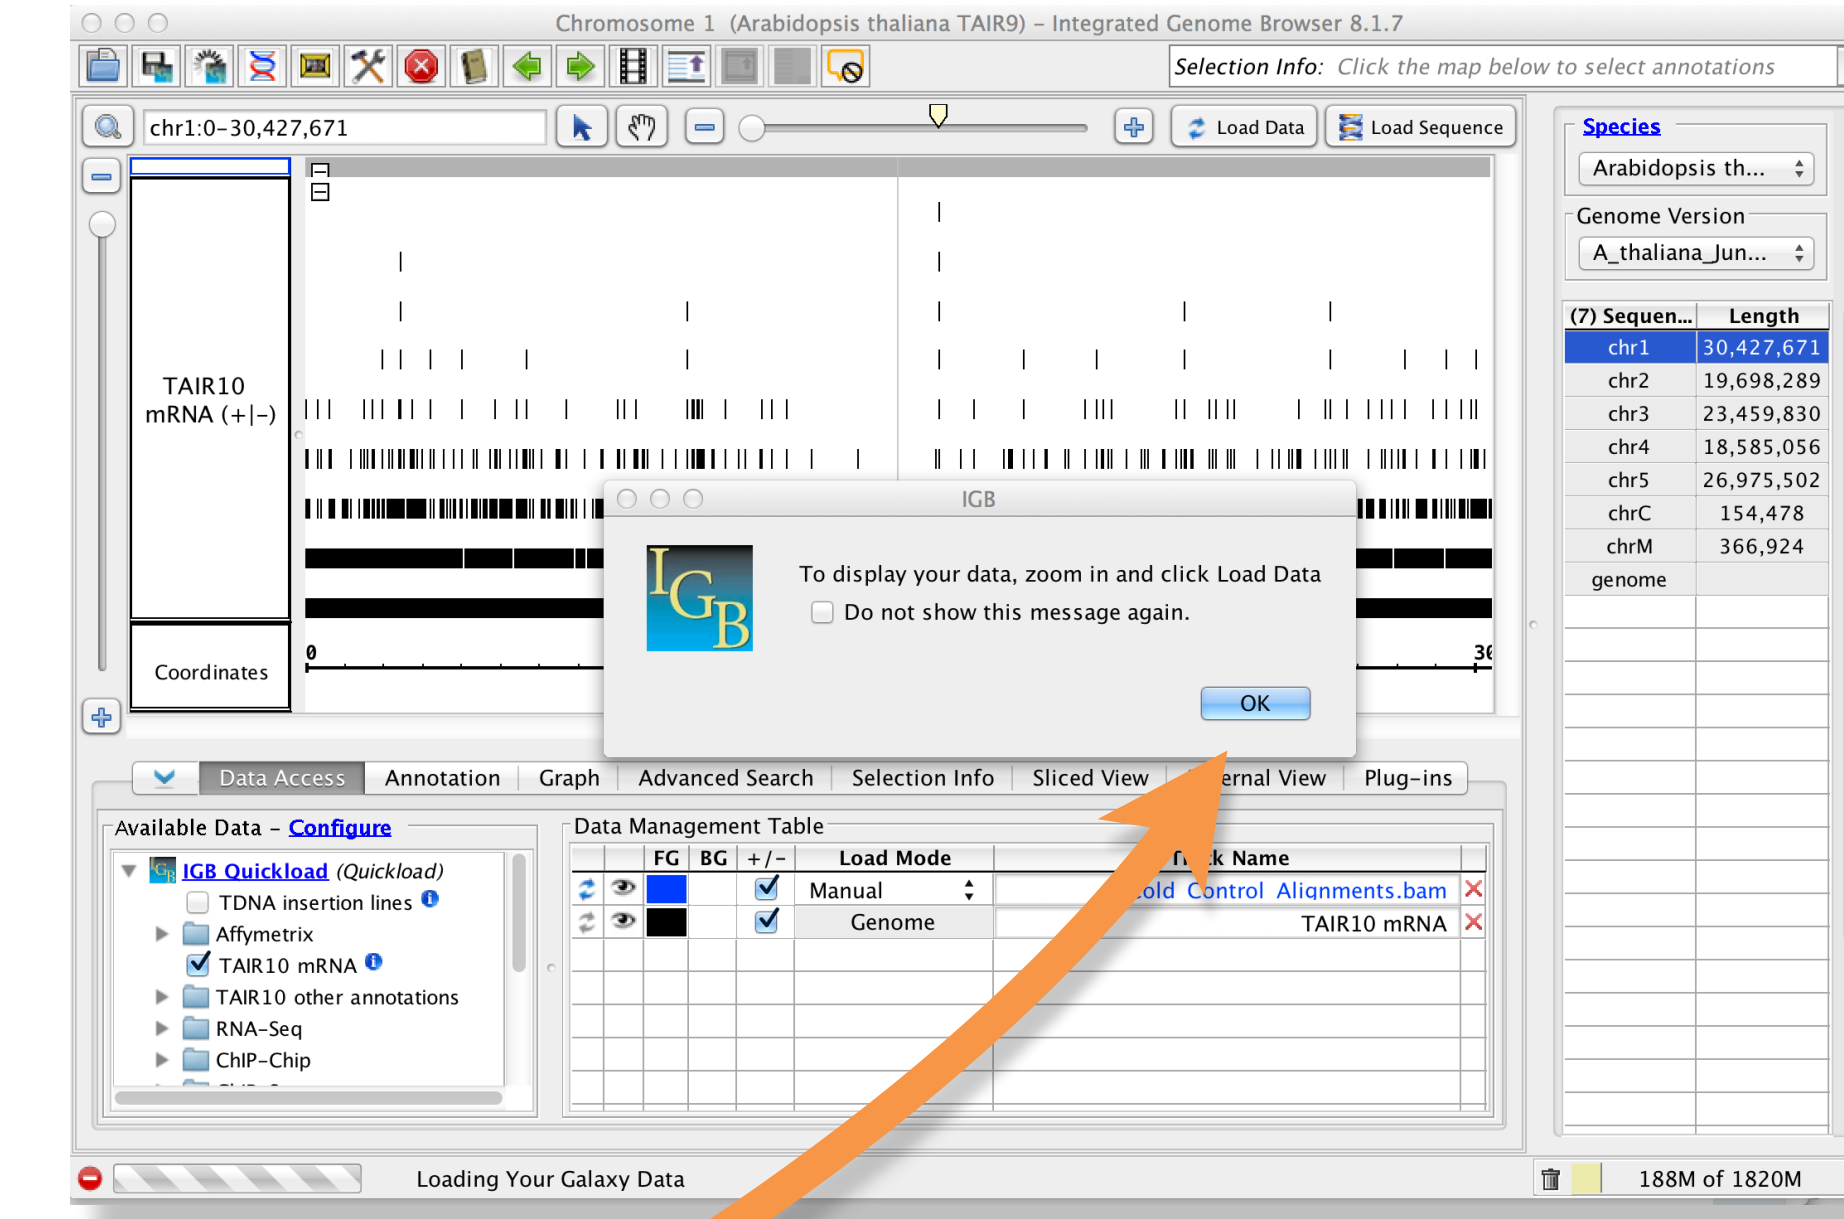 Chromosome 1 (Arabidopsis thaliana TAIR9) – Integrated Genome Browser 8.1.7
Selection Info: Click the map below to select annotations
chr1:0–30,427,671
Load Data
Load Sequence
Species
Arabidopsis th...
Genome Version
A_thaliana_Jun...
(7) Sequen... Length
chr1 30,427,671
chr2 19,698,289
chr3 23,459,830
chr4 18,585,056
chr5 26,975,502
chrC 154,478
chrM 366,924
genome
TAIR10
mRNA (+|–)
Coordinates
0
30
IGB
IGB
To display your data, zoom in and click Load Data
Do not show this message again.
OK
Data Access Annotation Graph Advanced Search Selection Info Sliced View ernal View Plug–ins
Available Data – Configure
IGB Quickload (Quickload)
TDNA insertion lines
Affymetrix
TAIR10 mRNA
TAIR10 other annotations
RNA–Seq
ChIP–Chip
Data Management Table
FG BG +/– Load Mode Name
Manual old Control Alignments.bam
Genome TAIR10 mRNA
Loading Your Galaxy Data
188M of 1820M